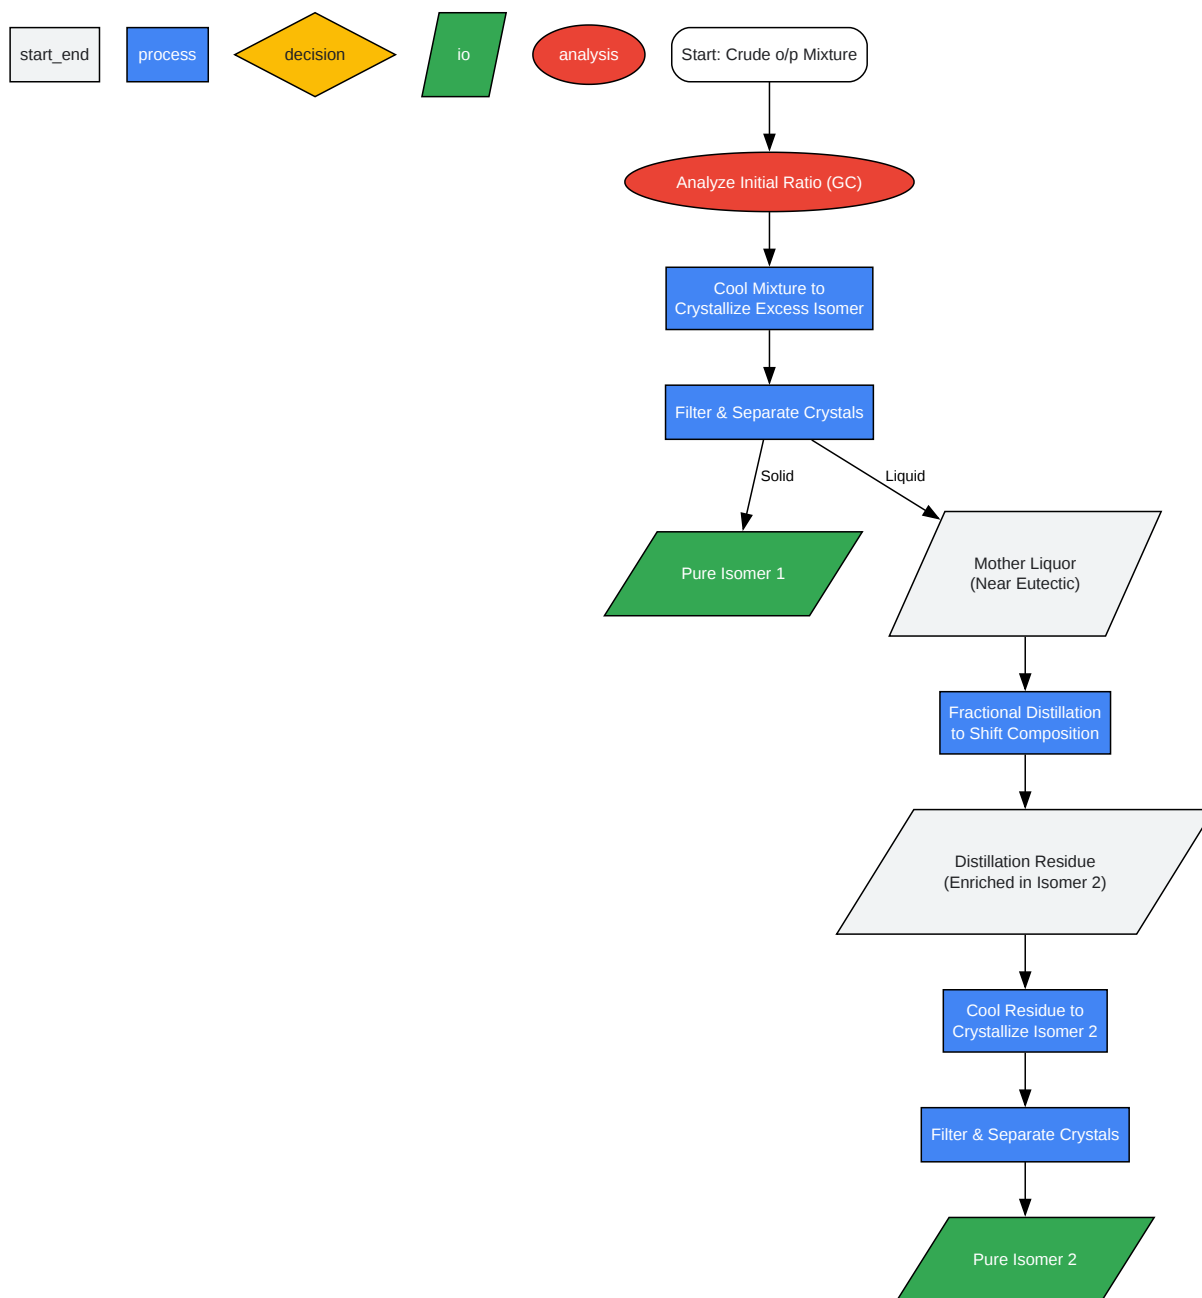 start_end
process
decision
io
analysis
Start: Crude o/p Mixture
Analyze Initial Ratio (GC)
Cool Mixture to
Crystallize Excess Isomer
Filter & Separate Crystals
Solid
Liquid
Pure Isomer 1
Mother Liquor
(Near Eutectic)
Fractional Distillation
to Shift Composition
Distillation Residue
(Enriched in Isomer 2)
Cool Residue to
Crystallize Isomer 2
Filter & Separate Crystals
Pure Isomer 2